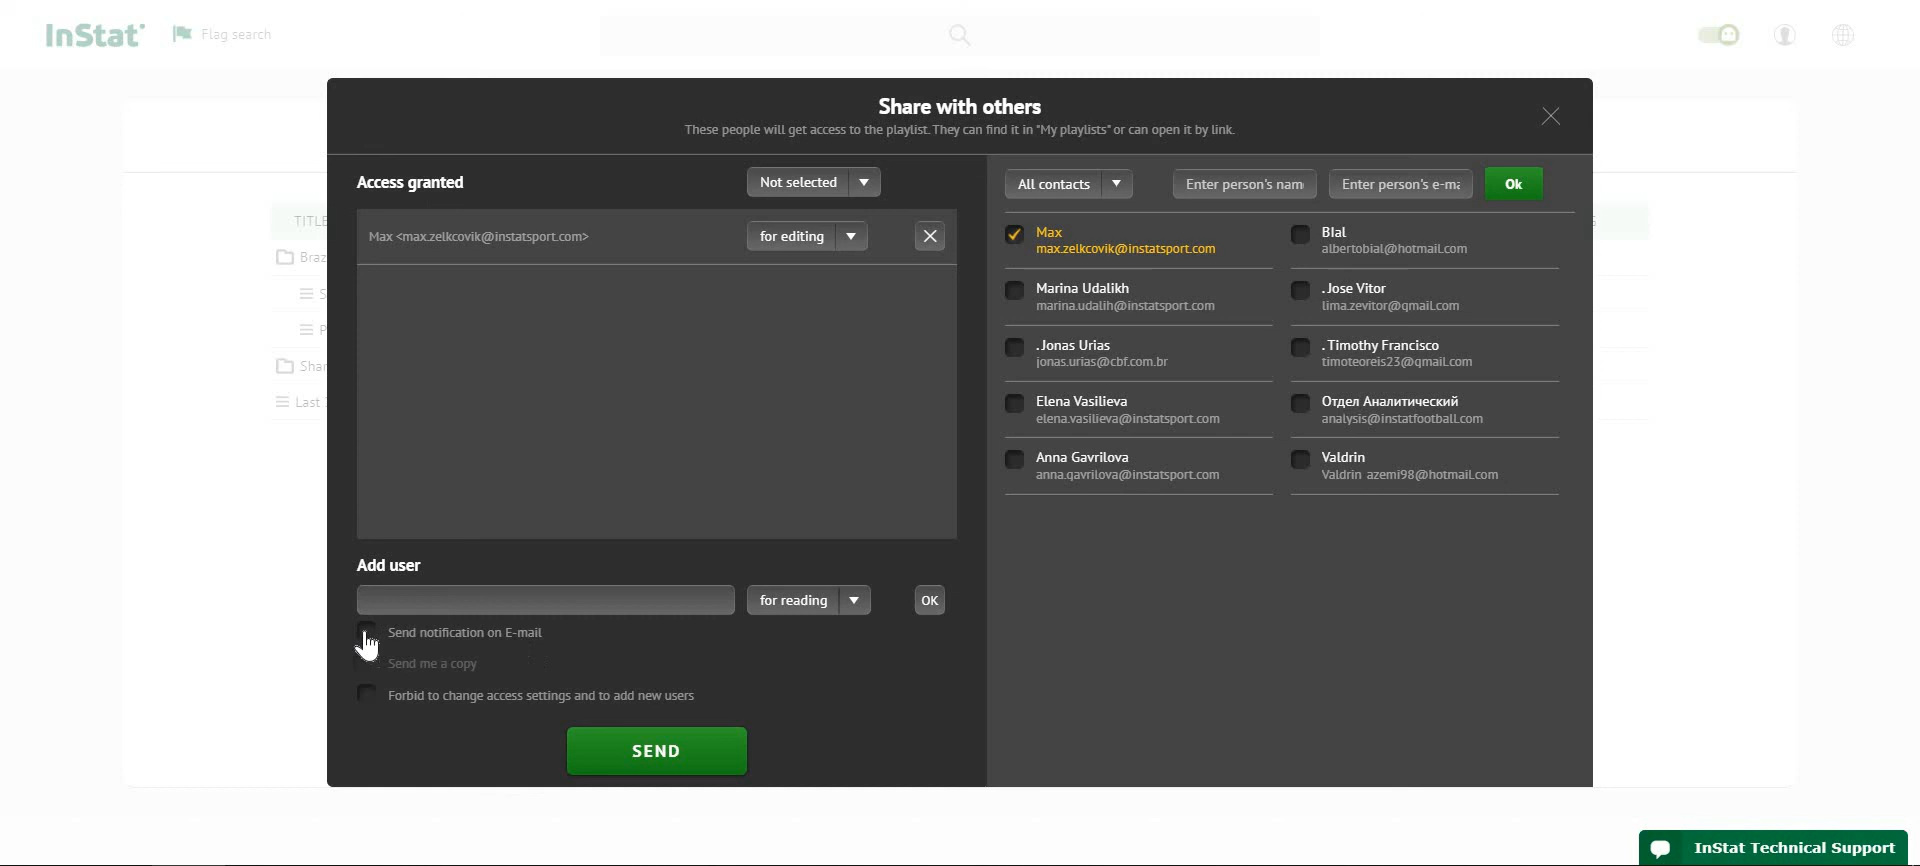 InStat
Flag search
Share with others
These people will get access to the playlist. They can find it in "My playlists" or can open it by link.
Access granted
Not selected
All contacts
Enter person's nam
Enter person's e-ma
Ok
TITLE
Max <max.zelkcovik@instatsport.com>
for editing
Max
max.zelkcovik@instatsport.com
BIal
albertobial@hotmail.com
Marina Udalikh
marina.udalih@instatsport.com
. Jose Vitor
lima.zevitor@gmail.com
. Jonas Urias
jonas.urias@cbf.com.br
. Timothy Francisco
timoteoreis23@gmail.com
Elena Vasilieva
elena.vasilieva@instatsport.com
Отдел Аналитический
analysis@instatfootball.com
Anna Gavrilova
anna.gavrilova@instatsport.com
Valdrin
Valdrin_azemi98@hotmail.com
Braz
S
P
Shar
Last
Add user
for reading
OK
Send notification on E-mail
Send me a copy
Forbid to change access settings and to add new users
SEND
InStat Technical Support